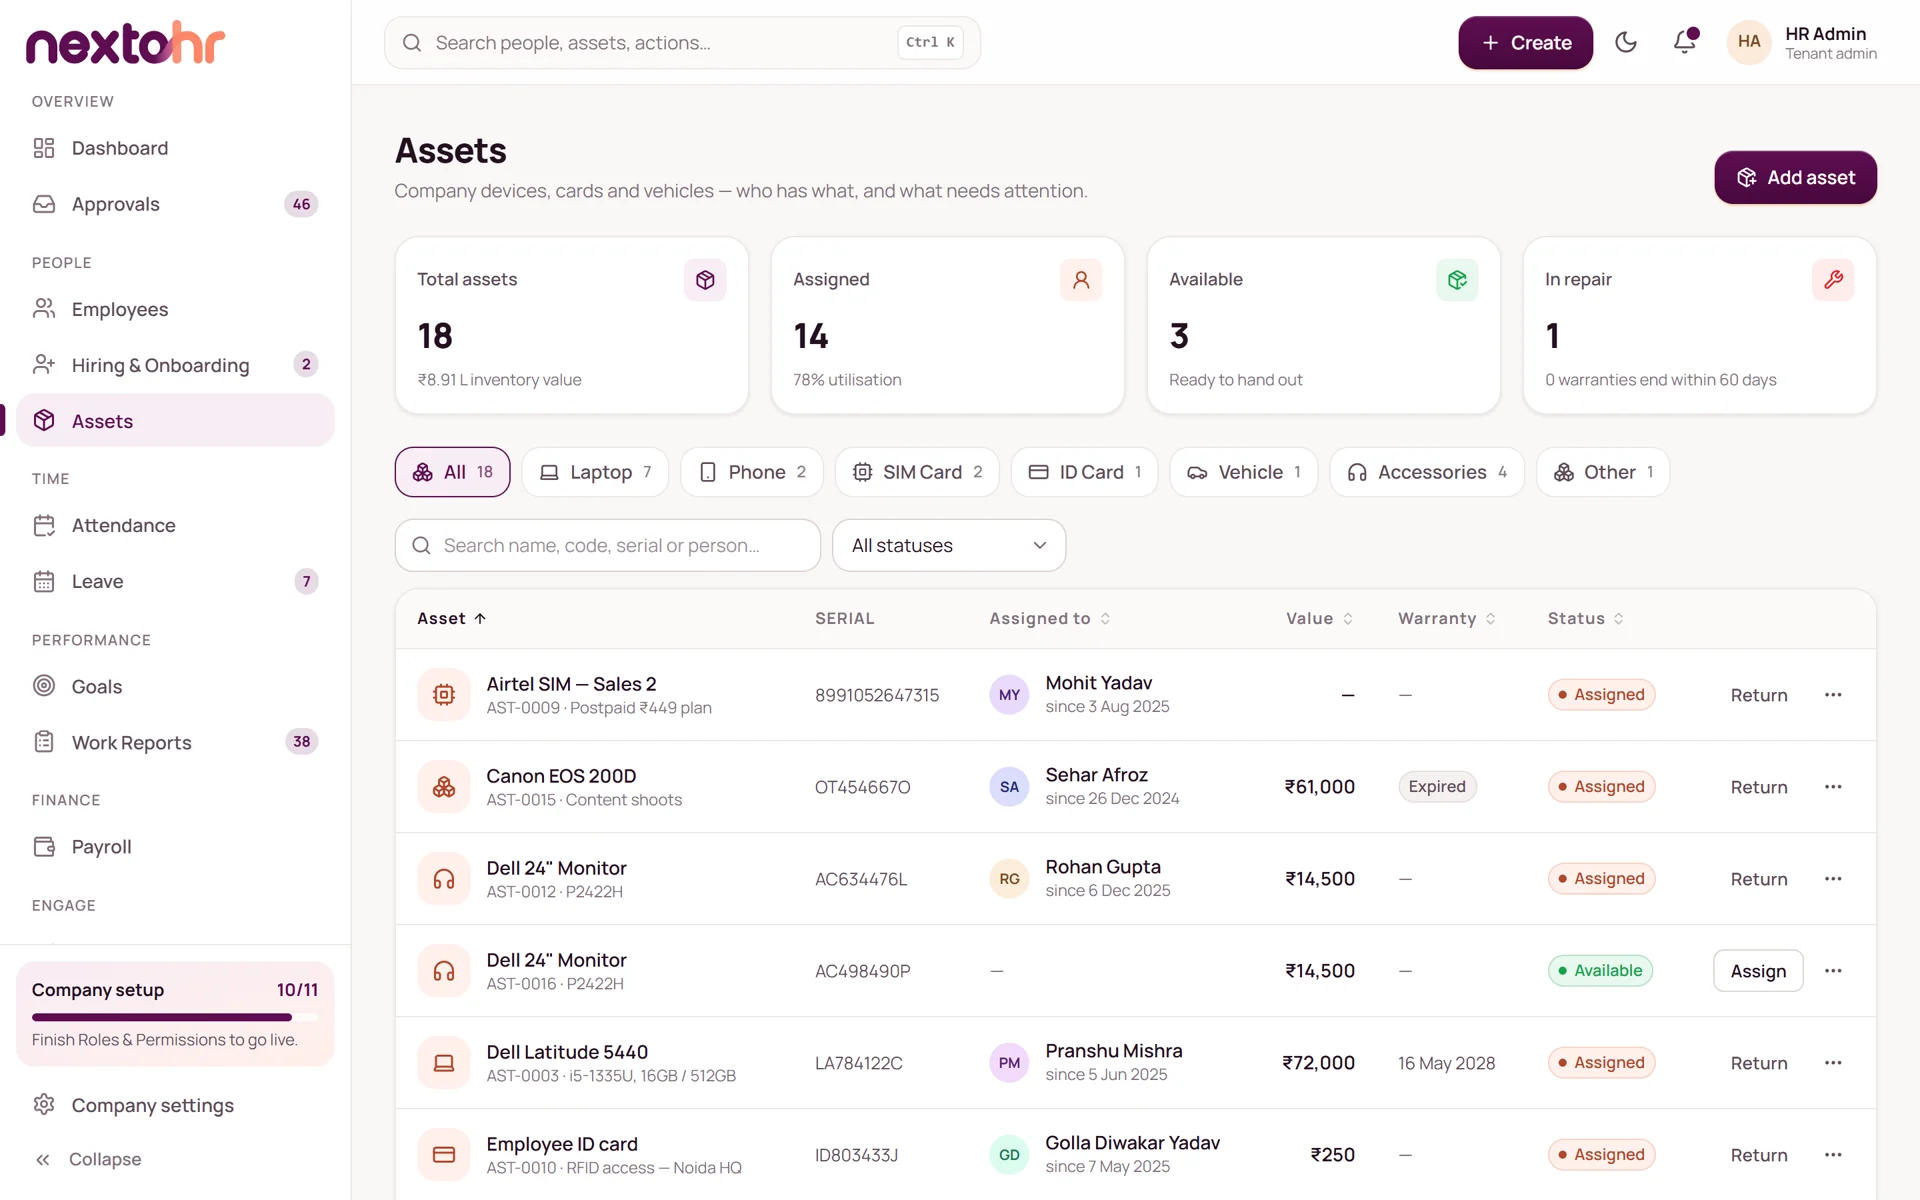 nextohr
OVERVIEW
Dashboard
Approvals 46
PEOPLE
Employees
Hiring & Onboarding 2
Assets
TIME
Attendance
Leave 7
PERFORMANCE
Goals
Work Reports 38
FINANCE
Payroll
ENGAGE
Company setup 10/11
Finish Roles & Permissions to go live.
Company settings
Collapse
Search people, assets, actions... Ctrl K
Create
HA
HR Admin
Tenant admin
Assets
Company devices, cards and vehicles — who has what, and what needs attention.
Add asset
Total assets
18
₹8.91 L inventory value
Assigned
14
78% utilisation
Available
3
Ready to hand out
In repair
1
0 warranties end within 60 days
All 18
Laptop 7
Phone 2
SIM Card 2
ID Card 1
Vehicle 1
Accessories 4
Other 1
Search name, code, serial or person...
All statuses
Asset SERIAL Assigned to Value Warranty Status
Airtel SIM — Sales 2
AST-0009 · Postpaid ₹449 plan
8991052647315
MY
Mohit Yadav
since 3 Aug 2025
— —
Assigned
Return
Canon EOS 200D
AST-0015 · Content shoots
OT454667O
SA
Sehar Afroz
since 26 Dec 2024
₹61,000
Expired
Assigned
Return
Dell 24" Monitor
AST-0012 · P2422H
AC634476L
RG
Rohan Gupta
since 6 Dec 2025
₹14,500
—
Assigned
Return
Dell 24" Monitor
AST-0016 · P2422H
AC498490P
—
₹14,500
—
Available
Assign
Dell Latitude 5440
AST-0003 · i5-1335U, 16GB / 512GB
LA784122C
PM
Pranshu Mishra
since 5 Jun 2025
₹72,000
16 May 2028
Assigned
Return
Employee ID card
AST-0010 · RFID access — Noida HQ
ID803433J
GD
Golla Diwakar Yadav
since 7 May 2025
₹250
—
Assigned
Return